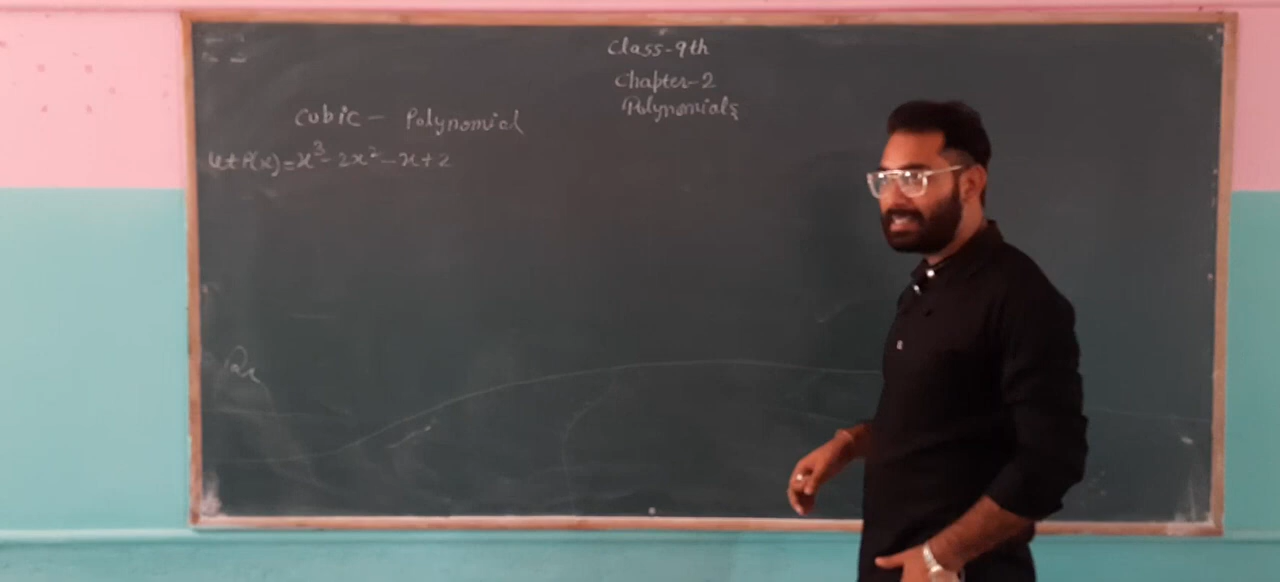 Class-9th
Chapter-2
Polynomials
Cubic - Polynomial
let P(x)=x³-2x²-x+2